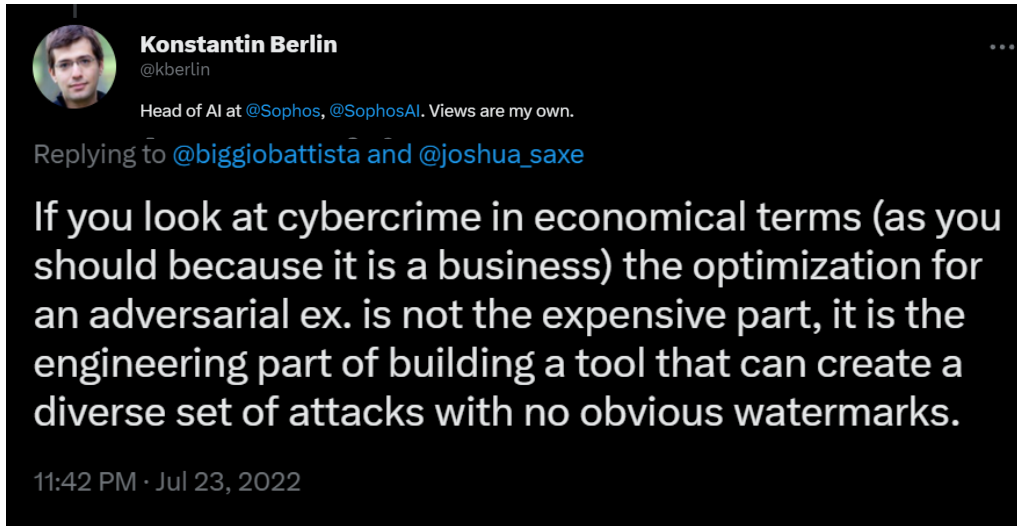 Konstantin Berlin
@kberlin
Head of AI at @Sophos, @SophosAI. Views are my own.
Replying to @biggiobattista and @joshua_saxe
If you look at cybercrime in economical terms (as you
should because it is a business) the optimization for
an adversarial ex. is not the expensive part, it is the
engineering part of building a tool that can create a
diverse set of attacks with no obvious watermarks.
11:42 PM · Jul 23, 2022